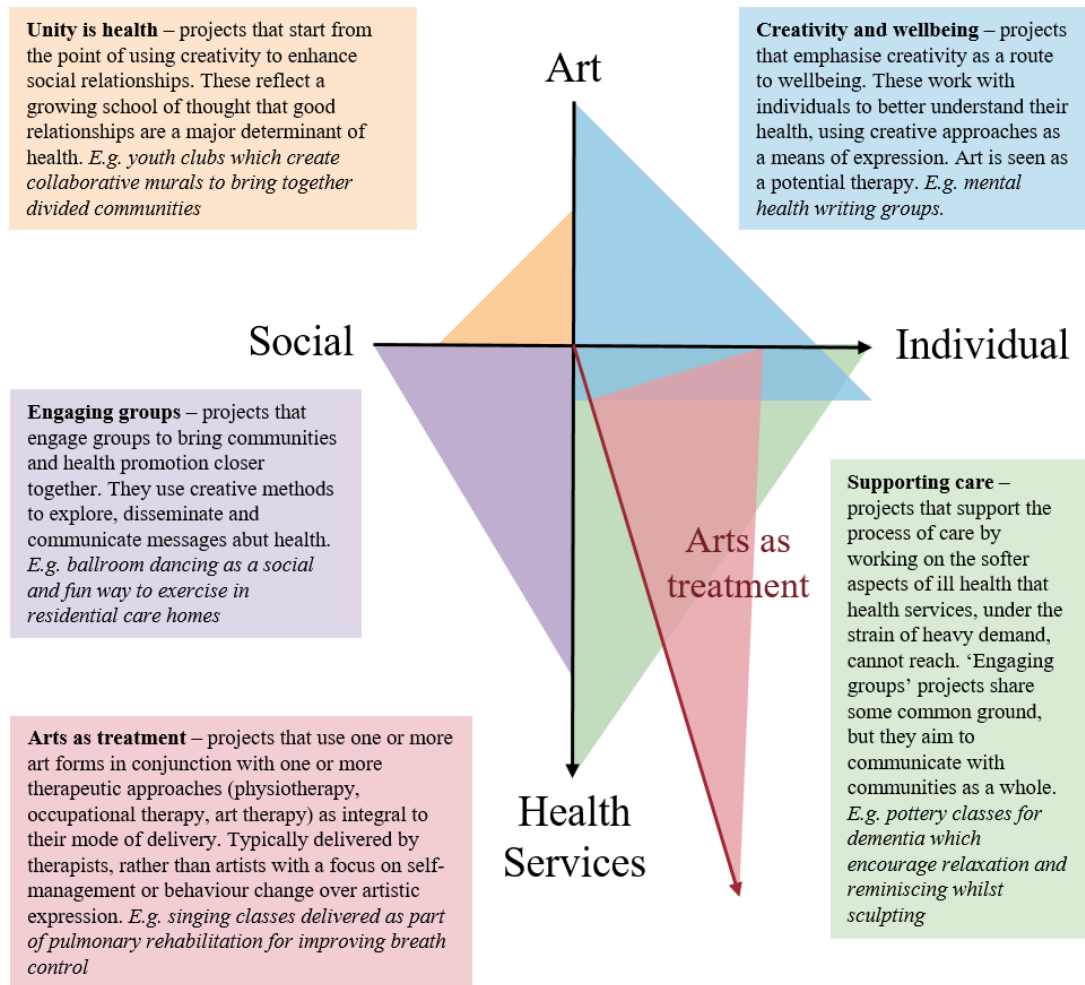 Unity is health – projects that start from
the point of using creativity to enhance
social relationships. These reflect a
growing school of thought that good
relationships are a major determinant of
health. E.g. youth clubs which create
collaborative murals to bring together
divided communities
Art
Creativity and wellbeing – projects
that emphasise creativity as a route
to wellbeing. These work with
individuals to better understand their
health, using creative approaches as
a means of expression. Art is seen as
a potential therapy. E.g. mental
health writing groups.
Social
Individual
Engaging groups – projects that
engage groups to bring communities
and health promotion closer
together. They use creative methods
to explore, disseminate and
communicate messages abut health.
E.g. ballroom dancing as a social
and fun way to exercise in
residential care homes
Arts as
treatment
Supporting care –
projects that support the
process of care by
working on the softer
aspects of ill health that
health services, under the
strain of heavy demand,
cannot reach. ‘Engaging
groups’ projects share
some common ground,
but they aim to
communicate with
communities as a whole.
E.g. pottery classes for
dementia which
encourage relaxation and
reminiscing whilst
sculpting
Arts as treatment – projects that use one or more
art forms in conjunction with one or more
therapeutic approaches (physiotherapy,
occupational therapy, art therapy) as integral to
their mode of delivery. Typically delivered by
therapists, rather than artists with a focus on self-
management or behaviour change over artistic
expression. E.g. singing classes delivered as part
of pulmonary rehabilitation for improving breath
control
Health
Services